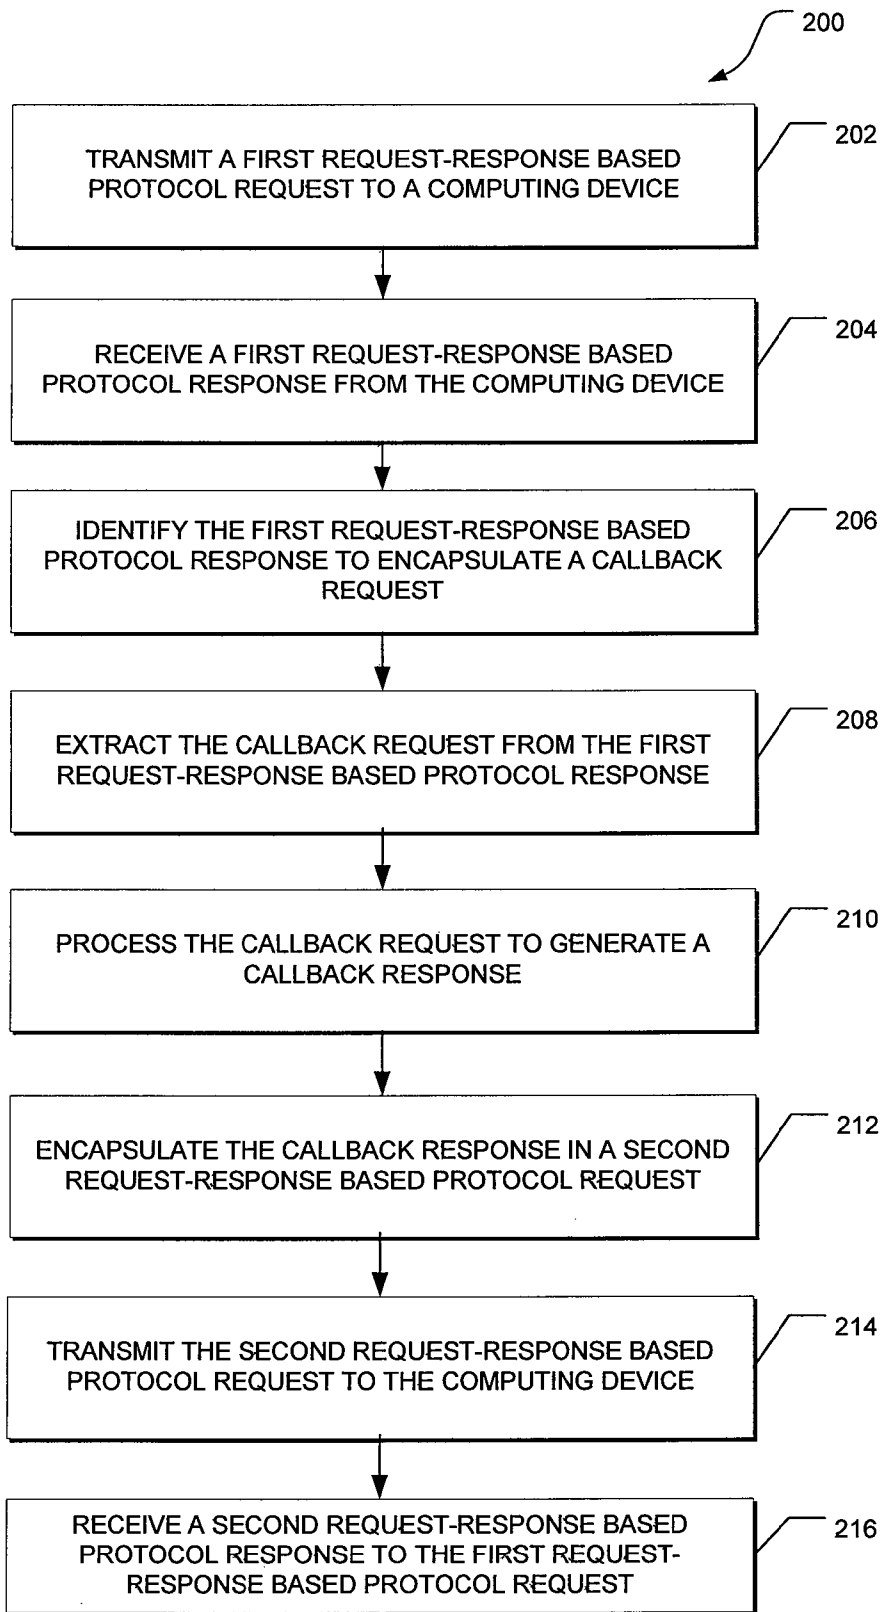 200
202
TRANSMIT A FIRST REQUEST-RESPONSE BASED
PROTOCOL REQUEST TO A COMPUTING DEVICE
204
RECEIVE A FIRST REQUEST-RESPONSE BASED
PROTOCOL RESPONSE FROM THE COMPUTING DEVICE
206
IDENTIFY THE FIRST REQUEST-RESPONSE BASED
PROTOCOL RESPONSE TO ENCAPSULATE A CALLBACK
REQUEST
208
EXTRACT THE CALLBACK REQUEST FROM THE FIRST
REQUEST-RESPONSE BASED PROTOCOL RESPONSE
210
PROCESS THE CALLBACK REQUEST TO GENERATE A
CALLBACK RESPONSE
212
ENCAPSULATE THE CALLBACK RESPONSE IN A SECOND
REQUEST-RESPONSE BASED PROTOCOL REQUEST
214
TRANSMIT THE SECOND REQUEST-RESPONSE BASED
PROTOCOL REQUEST TO THE COMPUTING DEVICE
216
RECEIVE A SECOND REQUEST-RESPONSE BASED
PROTOCOL RESPONSE TO THE FIRST REQUEST-
RESPONSE BASED PROTOCOL REQUEST